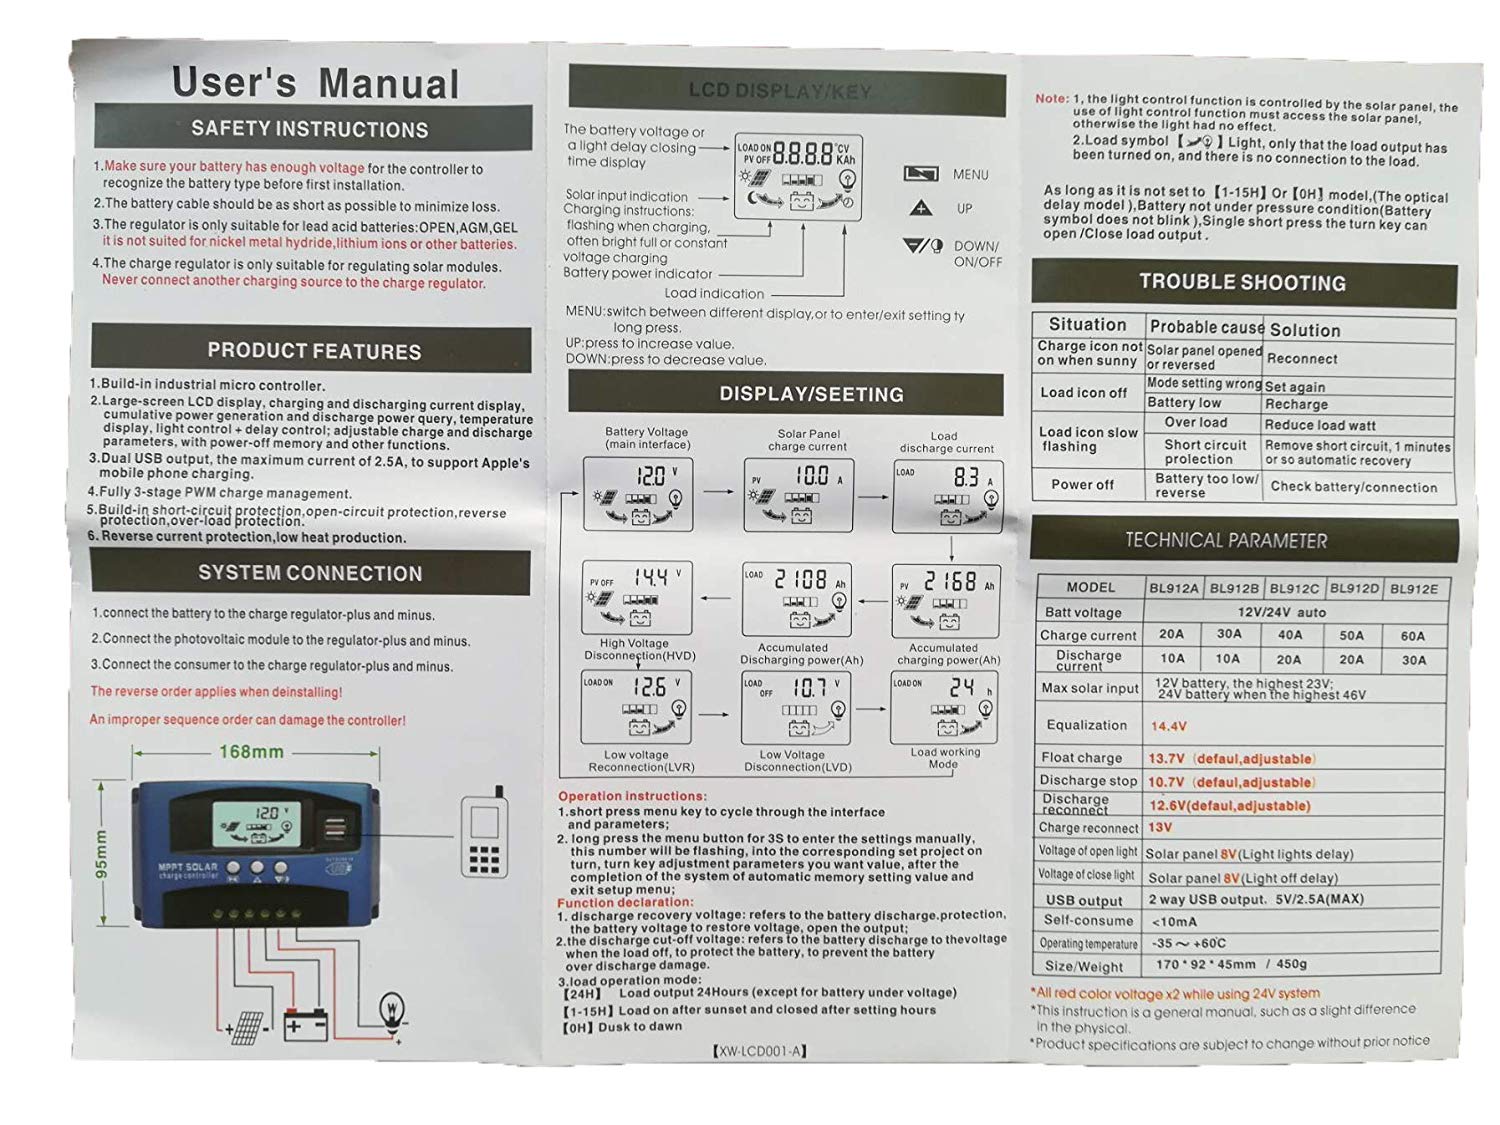 User's Manual
SAFETY INSTRUCTIONS
1.Make sure your battery has enough voltage for the controller to
recognize the battery type before first installation.
2.The battery cable should be as short as possible to minimize loss.
3.The regulator is only suitable for lead acid batteries:OPEN,AGM,GEL
it is not suited for nickel metal hydride,lithium ions or other batteries.
4.The charge regulator is only suitable for regulating solar modules.
Never connect another charging source to the charge regulator.
PRODUCT FEATURES
1.Build-in industrial micro controller.
2.Large-screen LCD display, charging and discharging current display,
cumulative power generation and discharge power query, temperature
display, light control + delay control; adjustable charge and discharge
parameters, with power-off memory and other functions.
3.Dual USB output, the maximum current of 2.5A, to support Apple's
mobile phone charging.
4.Fully 3-stage PWM charge management.
5.Build-in short-circuit protection,open-circuit protection,reverse
protection,over-load protection.
6. Reverse current protection,low heat production.
SYSTEM CONNECTION
1.connect the battery to the charge regulator-plus and minus.
2.Connect the photovoltaic module to the regulator-plus and minus.
3.Connect the consumer to the charge regulator-plus and minus.
The reverse order applies when deinstalling!
An improper sequence order can damage the controller!
168mm
95mm
12.0 V
MPPT SOLAR
charge controller
+ -
+ -
- +
LCD DISPLAY/KEY
The battery voltage or
a light delay closing
time display
Solar input indication
Charging instructions:
flashing when charging,
often bright full or constant
voltage charging
Battery power indicator
Load indication
LOAD ON 8.8.8.8 °CV
PV OFF KAh
MENU
UP
DOWN/
ON/OFF
MENU:switch between different display,or to enter/exit setting ty
long press.
UP:press to increase value.
DOWN:press to decrease value.
DISPLAY/SEETING
Battery Voltage
(main interface)
Solar Panel
charge current
Load
discharge current
12.0 V
PV 10.0 A
LOAD 8.3 A
PV OFF 14.4 V
LOAD 2108 Ah
PV 2168 Ah
High Voltage
Disconnection(HVD)
Accumulated
Discharging power(Ah)
Accumulated
charging power(Ah)
LOAD ON 12.6 V
LOAD OFF 10.7 V
LOAD ON 24 h
Low voltage
Reconnection(LVR)
Low Voltage
Disconnection(LVD)
Load working
Mode
Operation instructions:
1.short press menu key to cycle through the interface
and parameters;
2. long press the menu button for 3S to enter the settings manually,
this number will be flashing, into the corresponding set project on
turn, turn key adjustment parameters you want value, after the
completion of the system of automatic memory setting value and
exit setup menu;
Function declaration:
1. discharge recovery voltage: refers to the battery discharge.protection,
the battery voltage to restore voltage, open the output;
2.the discharge cut-off voltage: refers to the battery discharge to thevoltage
when the load off, to protect the battery, to prevent the battery
over discharge damage.
3.load operation mode:
【24H】 Load output 24Hours (except for battery under voltage)
【1-15H】Load on after sunset and closed after setting hours
【0H】Dusk to dawn
【XW-LCD001-A】
Note: 1, the light control function is controlled by the solar panel, the
use of light control function must access the solar panel,
otherwise the light had no effect.
2.Load symbol 【 】 Light, only that the load output has
been turned on, and there is no connection to the load.
As long as it is not set to 【1-15H】Or【0H】model,(The optical
delay model ),Battery not under pressure condition(Battery
symbol does not blink ),Single short press the turn key can
open /Close load output .
TROUBLE SHOOTING
Situation Probable cause Solution
Charge icon not
on when sunny
Solar panel opened
or reversed
Reconnect
Load icon off
Mode setting wrong Set again
Battery low Recharge
Load icon slow
flashing
Over load Reduce load watt
Short circuit
prolection
Remove short circuit, 1 minutes
or so automatic recovery
Power off
Battery too low/
reverse
Check battery/connection
TECHNICAL PARAMETER
MODEL BL912A BL912B BL912C BL912D BL912E
Batt voltage 12V/24V auto
Charge current 20A 30A 40A 50A 60A
Discharge
current
10A 10A 20A 20A 30A
Max solar input
12V battery, the highest 23V;
24V battery when the highest 46V
Equalization 14.4V
Float charge 13.7V (defaul,adjustable)
Discharge stop 10.7V (defaul,adjustable)
Discharge
reconnect
12.6V(defaul,adjustable)
Charge reconnect 13V
Voltage of open light Solar panel 8V(Light lights delay)
Voltage of close light Solar panel 8V(Light off delay)
USB output 2 way USB output. 5V/2.5A(MAX)
Self-consume <10mA
Operating temperature -35～+60℃
Size/Weight 170 * 92 * 45mm / 450g
*All red color voltage x2 while using 24V system
*This instruction is a general manual, such as a slight difference
in the physical.
*Product specifications are subject to change without prior notice